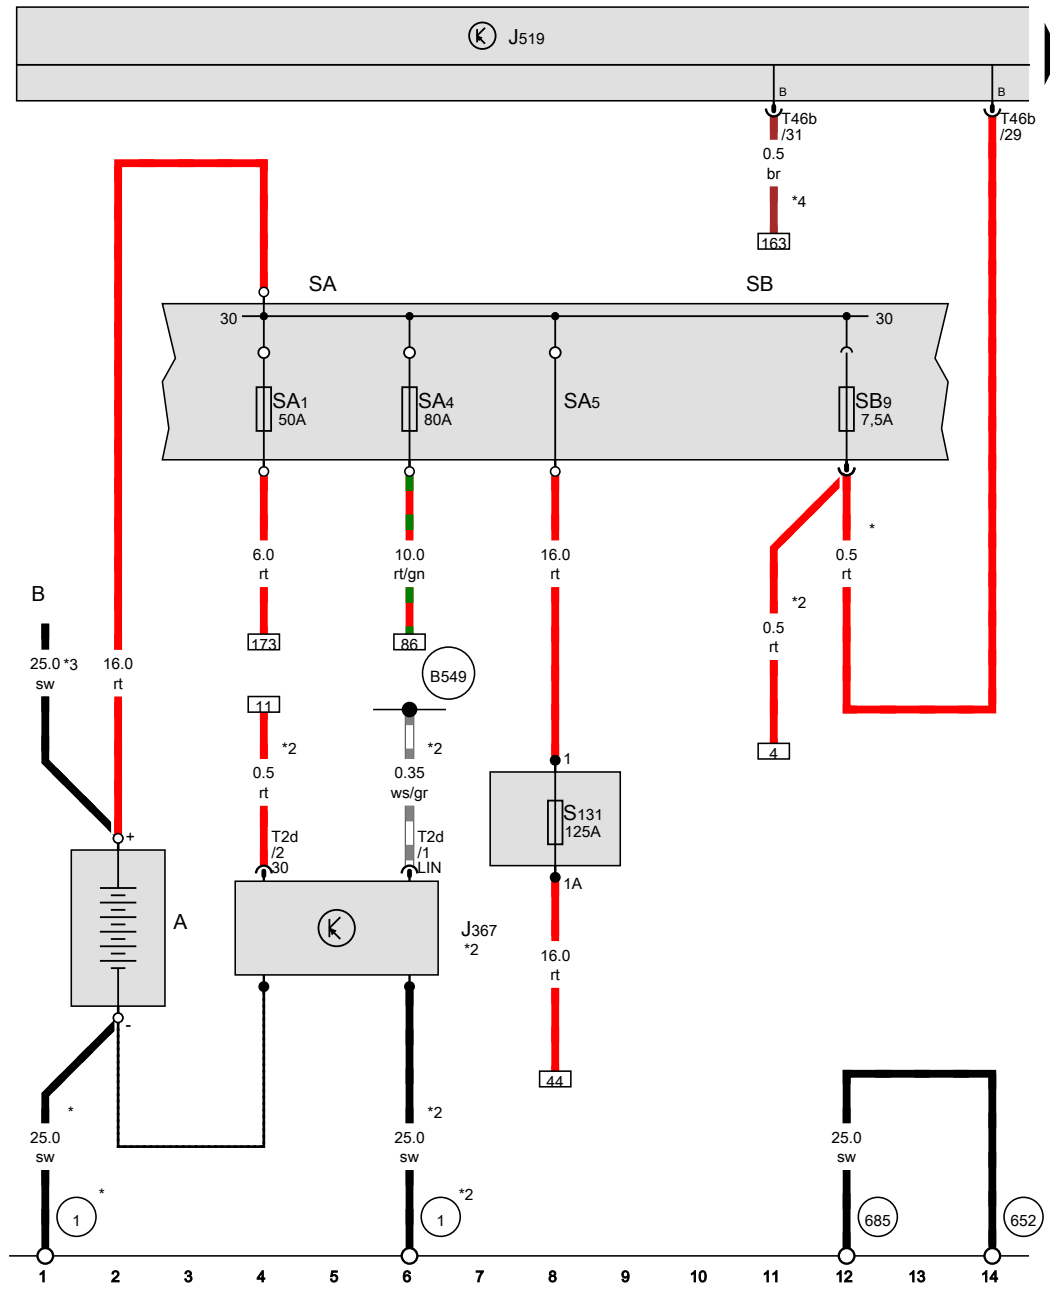 J519
B
B
T46b
/31
T46b
/29
0.5
br
*4
163
SA
SB
30
30
SA1
50A
SA4
80A
SA5
SB9
7,5A
*
6.0
rt
10.0
rt/gn
16.0
rt
0.5
rt
B
*2
0.5
rt
173
86
25.0 *3
sw
16.0
rt
B549
11
*2
*2
4
0.5
rt
0.35
ws/gr
1
S131
125A
T2d
/2
30
T2d
/1
LIN
+
1A
A
J367
*2
16.0
rt
-
44
*
*2
25.0
sw
25.0
sw
25.0
sw
*
1
*2
1
685
652
1 2 3 4 5 6 7 8 9 10 11 12 13 14